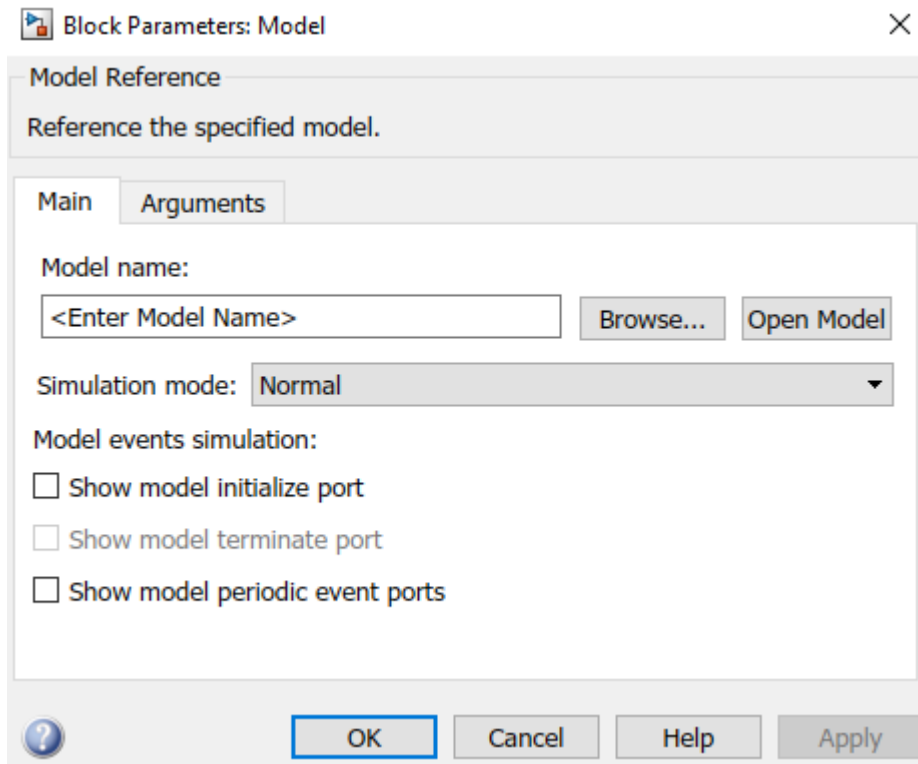 Block Parameters: Model
Model Reference
Reference the specified model.
Main Arguments
Model name:
<Enter Model Name> Browse... Open Model
Simulation mode: Normal
Model events simulation:
Show model initialize port
Show model terminate port
Show model periodic event ports
? OK Cancel Help Apply